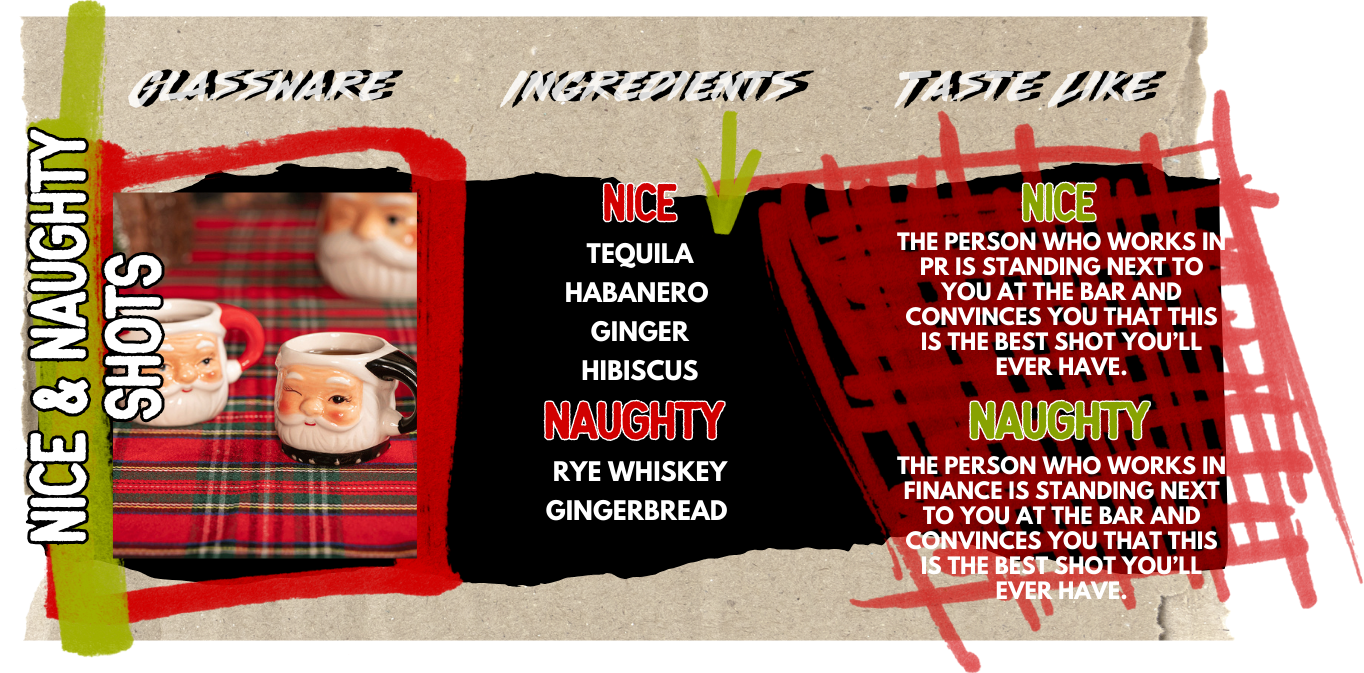 GLASSWARE
INGREDIENTS
TASTE LIKE
NICE & NAUGHTY
SHOTS
NICE
TEQUILA
HABANERO
GINGER
HIBISCUS
NAUGHTY
RYE WHISKEY
GINGERBREAD
NICE
THE PERSON WHO WORKS IN
PR IS STANDING NEXT TO
YOU AT THE BAR AND
CONVINCES YOU THAT THIS
IS THE BEST SHOT YOU'LL
EVER HAVE.
NAUGHTY
THE PERSON WHO WORKS IN
FINANCE IS STANDING NEXT
TO YOU AT THE BAR AND
CONVINCES YOU THAT THIS
IS THE BEST SHOT YOU'LL
EVER HAVE.